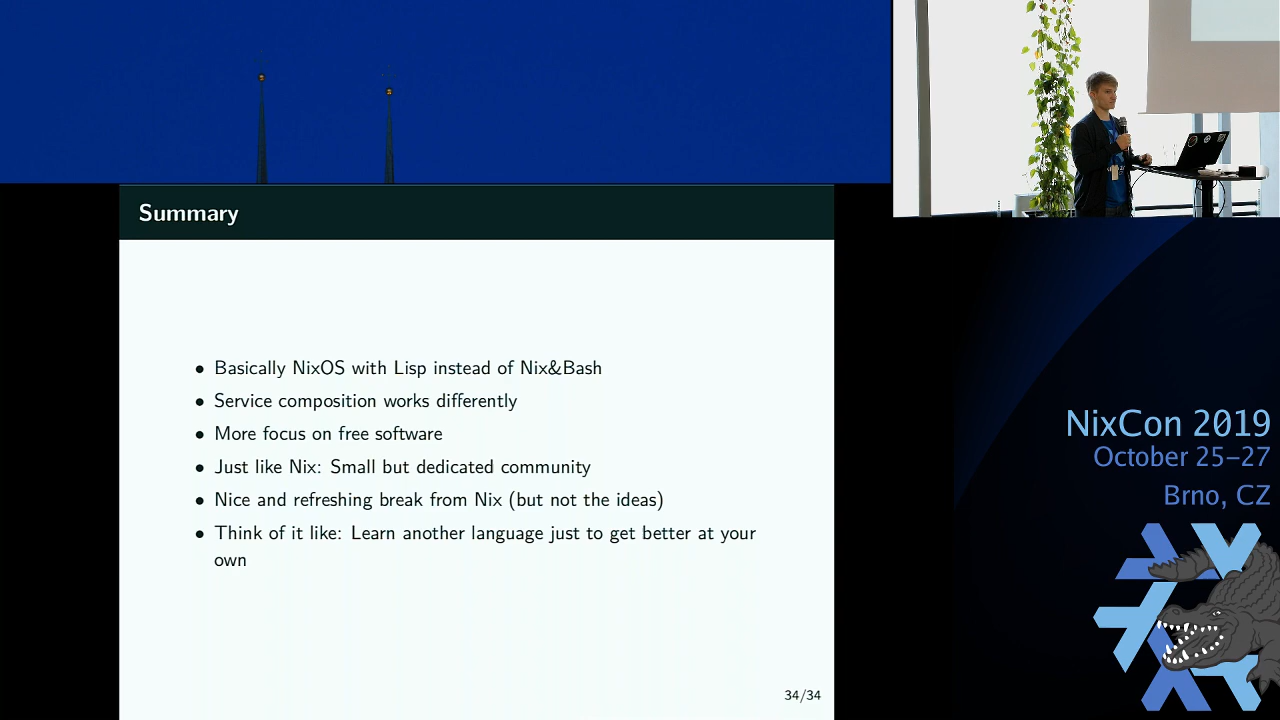 Summary
• Basically NixOS with Lisp instead of Nix&Bash
• Service composition works differently
• More focus on free software
• Just like Nix: Small but dedicated community
• Nice and refreshing break from Nix (but not the ideas)
• Think of it like: Learn another language just to get better at your
own
34/34
NixCon 2019
October 25–27
Brno, CZ